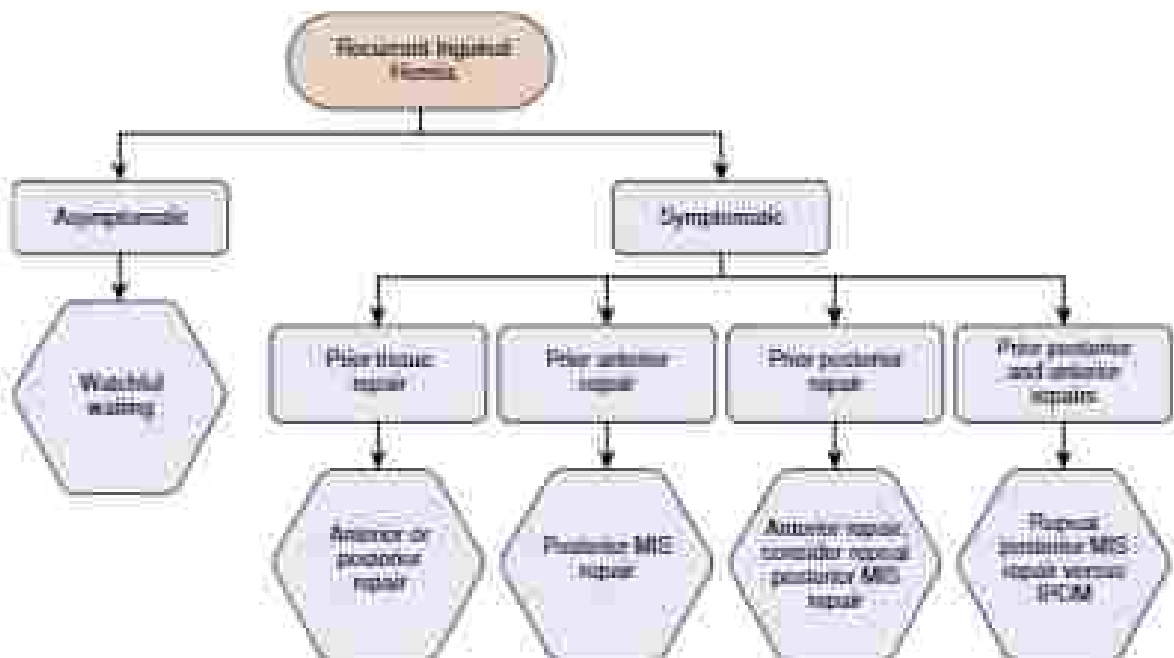 Recurrent Inguinal
Hernia
Asymptomatic
Symptomatic
Watchful
waiting
Prior tissue
repair
Prior anterior
repair
Prior posterior
repair
Prior posterior
and anterior
repairs
Anterior or
posterior
repair
Posterior MIS
repair
Anterior repair,
consider repeat
posterior MIS
repair
Repeat
posterior MIS
repair versus
IPOM